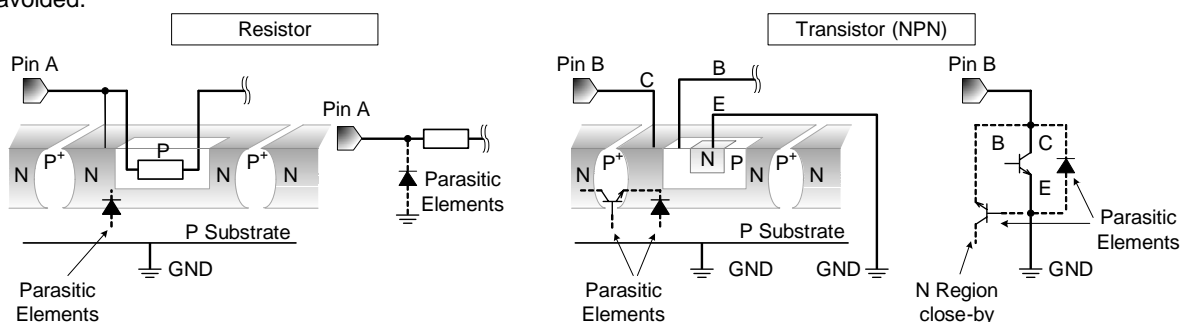 avoided.
Resistor
Transistor (NPN)
Pin A
Pin A
N
P+
N
P
N
P+
N
Parasitic
Elements
P Substrate
GND
Parasitic
Elements
Pin B
C
B
E
N
P+
N
P
N
P+
N
P Substrate
GND
GND
Parasitic
Elements
Pin B
B
C
E
Parasitic
Elements
GND
N Region
close-by